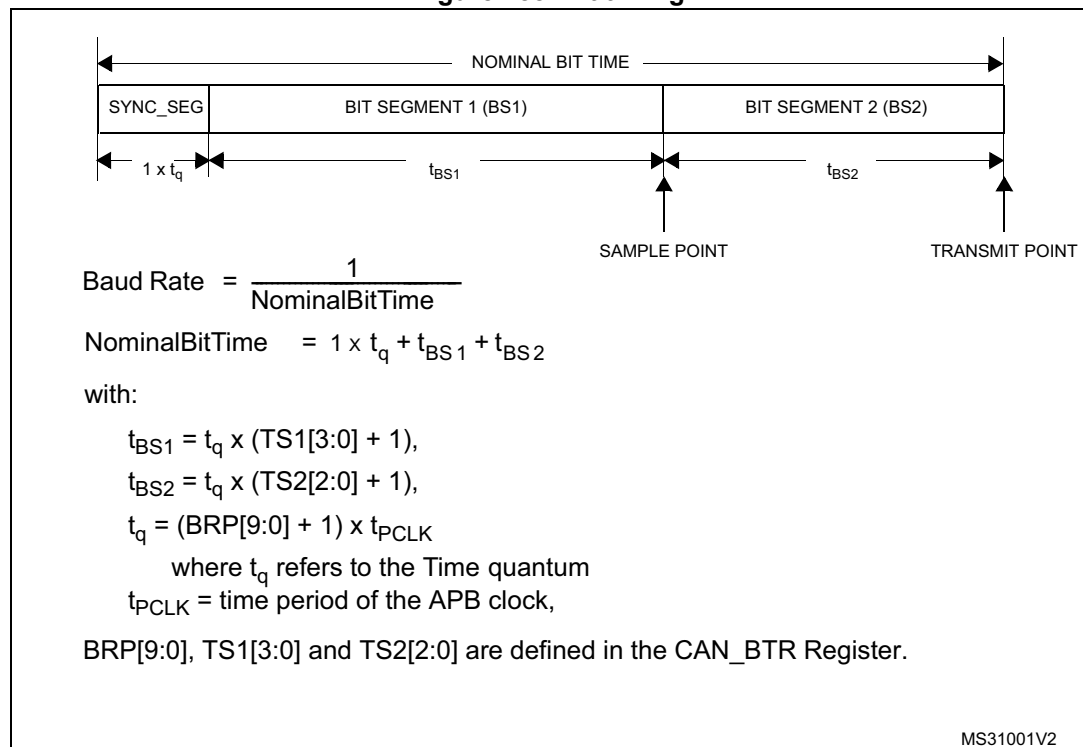 NOMINAL BIT TIME
SYNC_SEG BIT SEGMENT 1 (BS1) BIT SEGMENT 2 (BS2)
1 x tq tBS1 tBS2
SAMPLE POINT TRANSMIT POINT
Baud Rate = 1
NominalBitTime
NominalBitTime = 1 × tq + tBS1 + tBS2
with:
tBS1 = tq x (TS1[3:0] + 1),
tBS2 = tq x (TS2[2:0] + 1),
tq = (BRP[9:0] + 1) x tPCLK
where tq refers to the Time quantum
tPCLK = time period of the APB clock,
BRP[9:0], TS1[3:0] and TS2[2:0] are defined in the CAN_BTR Register.
MS31001V2